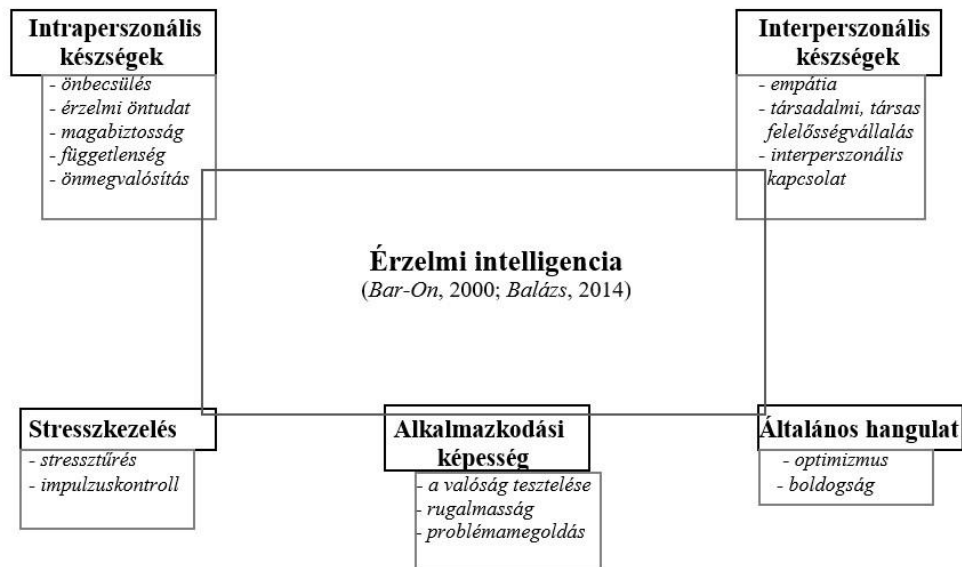 Intraperszonális
készségek
- önbecsülés
- érzelmi öntudat
- magabiztosság
- függetlenség
- önmegvalósítás
Interperszonális
készségek
- empátia
- társadalmi, társas
felelősségvállalás
- interperszonális
kapcsolat
Érzelmi intelligencia
(Bar-On, 2000; Balázs, 2014)
Stresszkezelés
- stressztűrés
- impulzuskontroll
Alkalmazkodási
képesség
- a valóság tesztelése
- rugalmasság
- problémamegoldás
Általános hangulat
- optimizmus
- boldogság